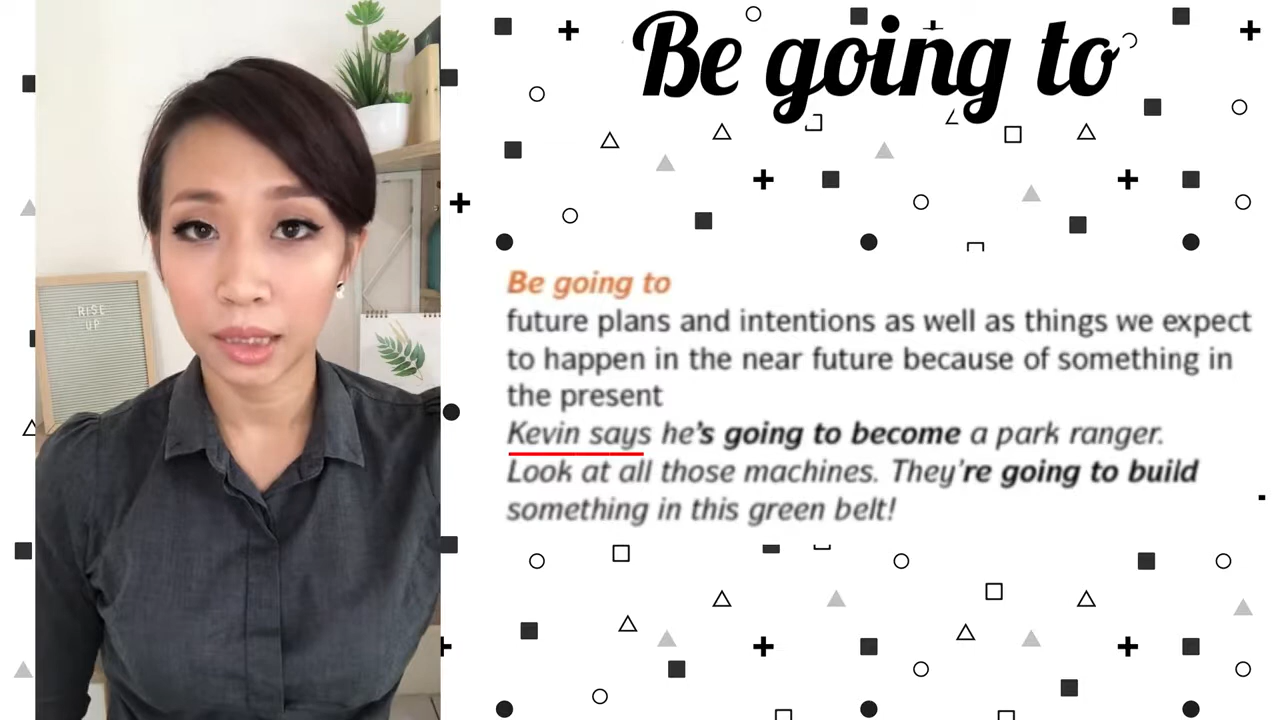 Be going to
RISE
UP
Be going to
future plans and intentions as well as things we expect
to happen in the near future because of something in
the present
Kevin says he's going to become a park ranger.
Look at all those machines. They're going to build
something in this green belt!